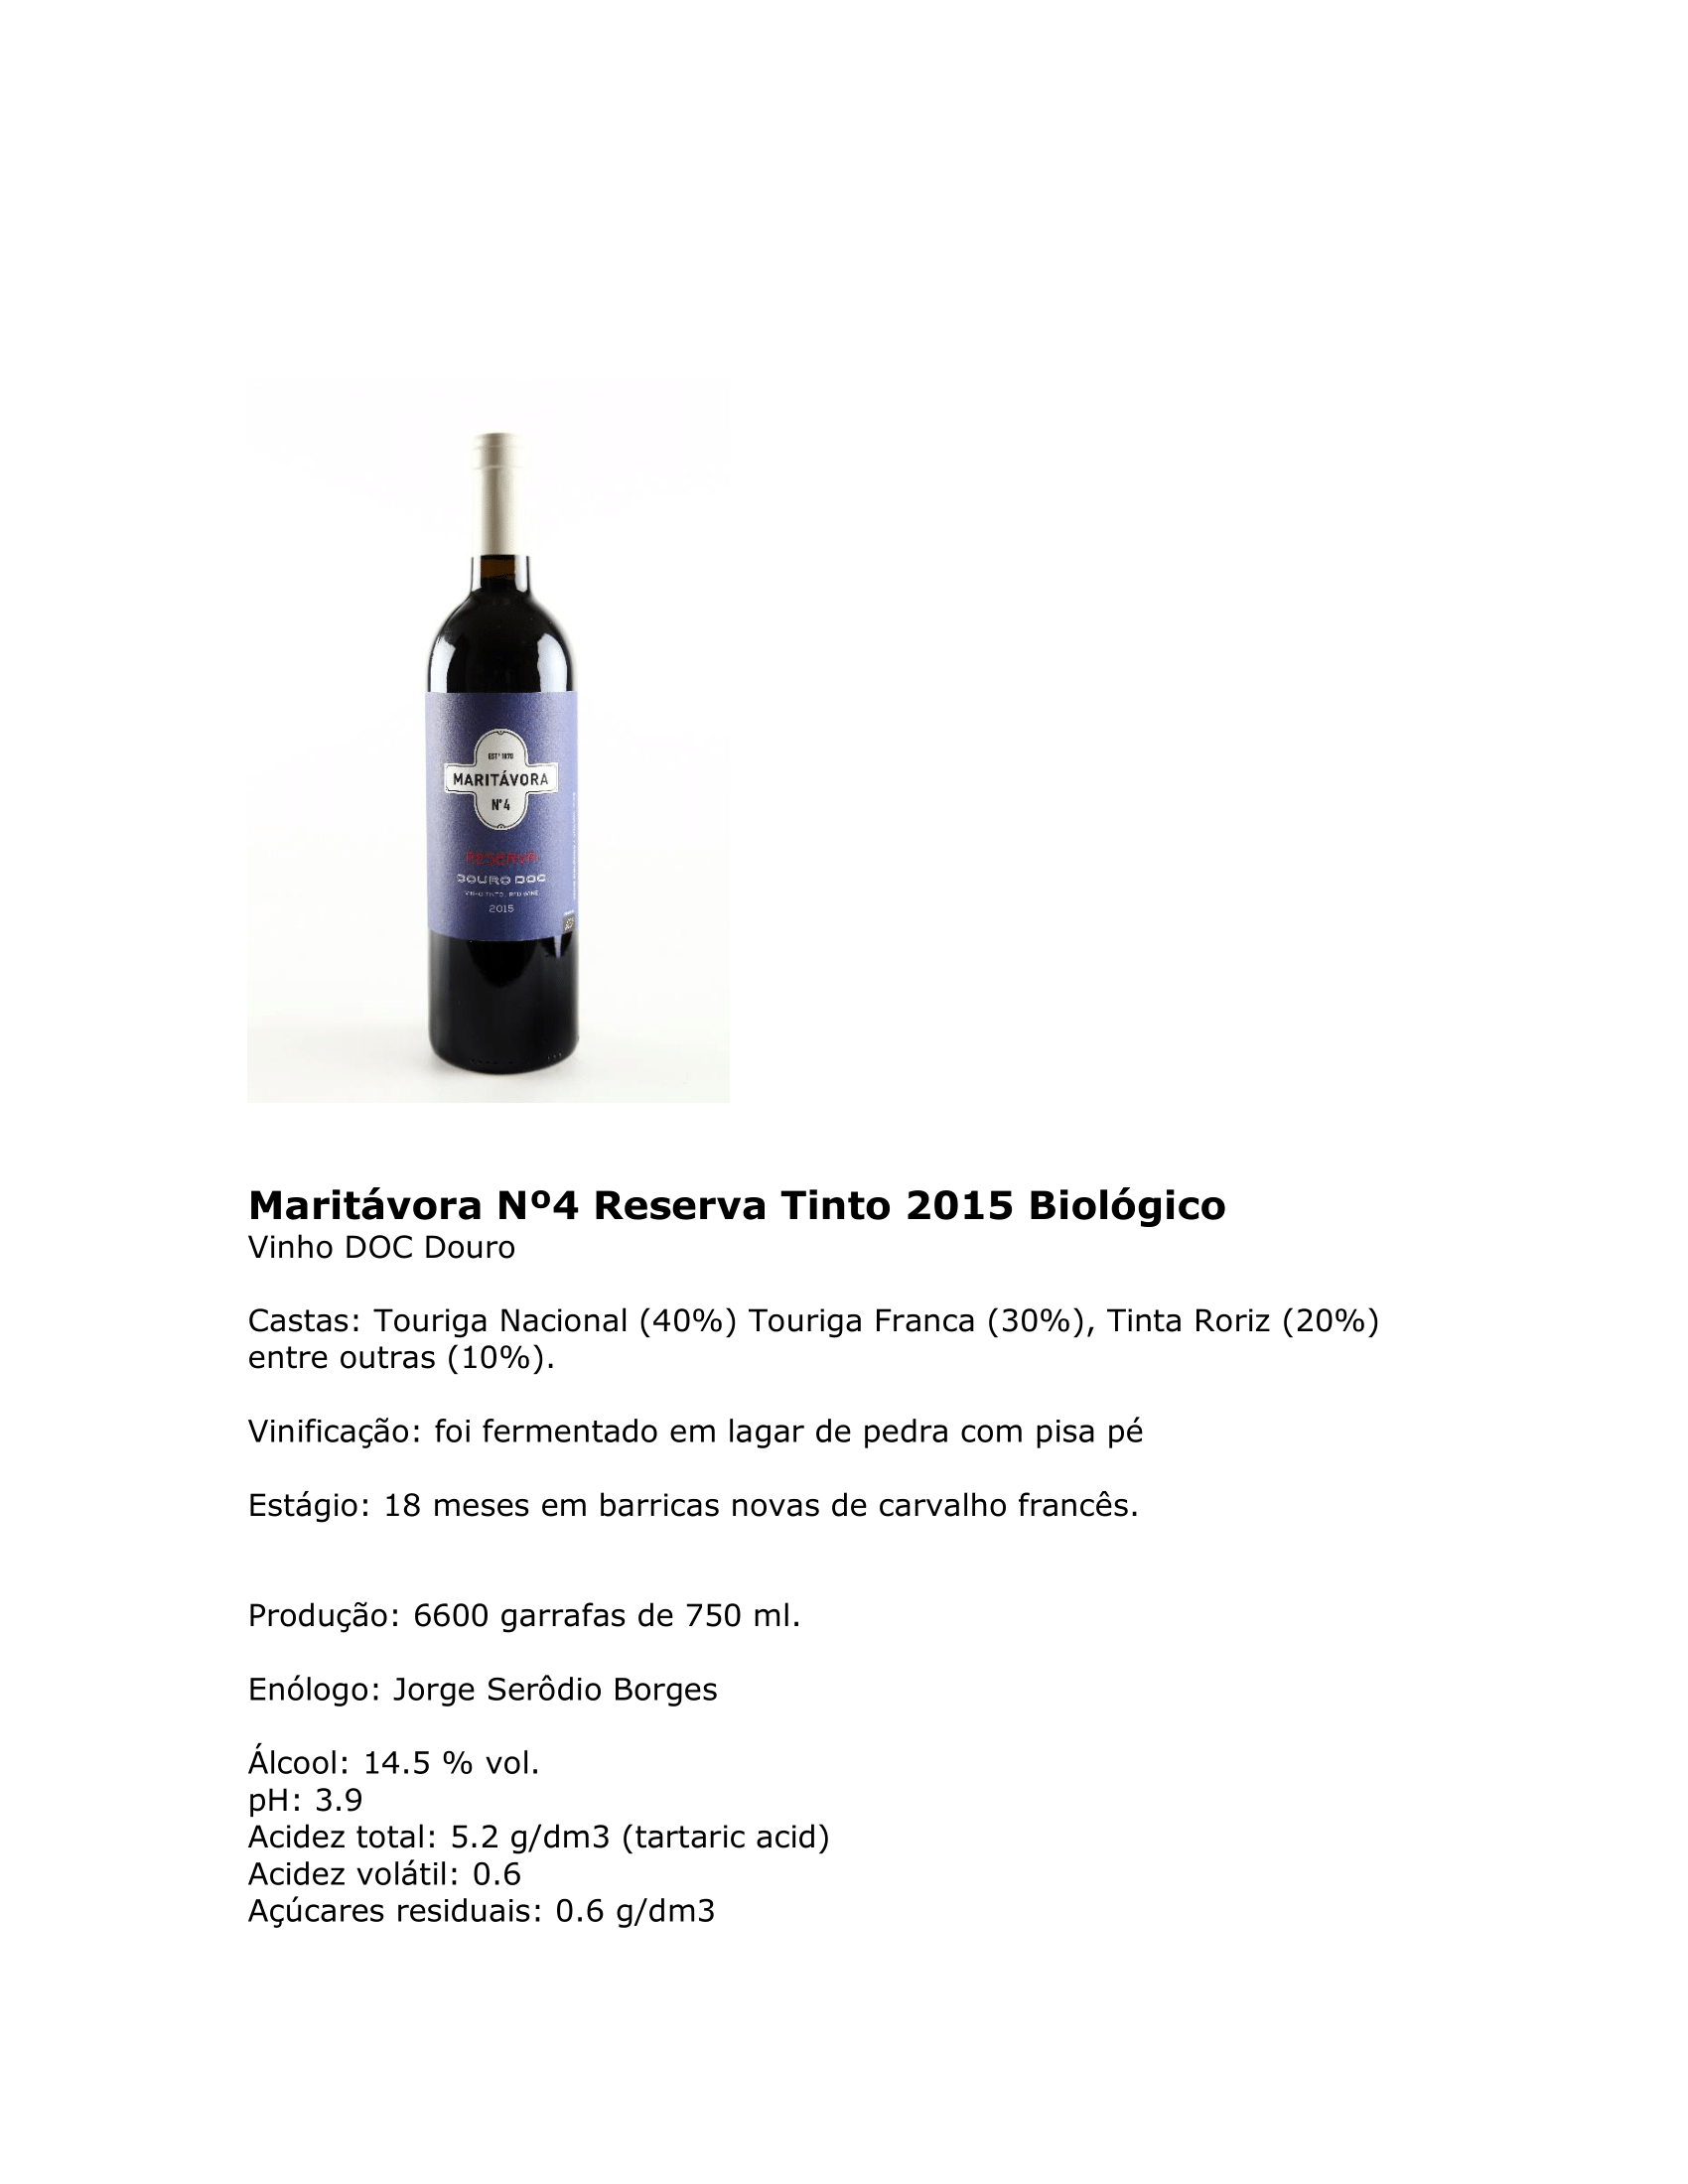 ESTº 1870
MARITÁVORA
Nº4
RESERVA
DOURO DOC
VINHO TINTO. RED WINE
2015
Maritávora Nº4 Reserva Tinto 2015 Biológico
Vinho DOC Douro
Castas: Touriga Nacional (40%) Touriga Franca (30%), Tinta Roriz (20%)
entre outras (10%).
Vinificação: foi fermentado em lagar de pedra com pisa pé
Estágio: 18 meses em barricas novas de carvalho francês.
Produção: 6600 garrafas de 750 ml.
Enólogo: Jorge Serôdio Borges
Álcool: 14.5 % vol.
pH: 3.9
Acidez total: 5.2 g/dm3 (tartaric acid)
Acidez volátil: 0.6
Açúcares residuais: 0.6 g/dm3